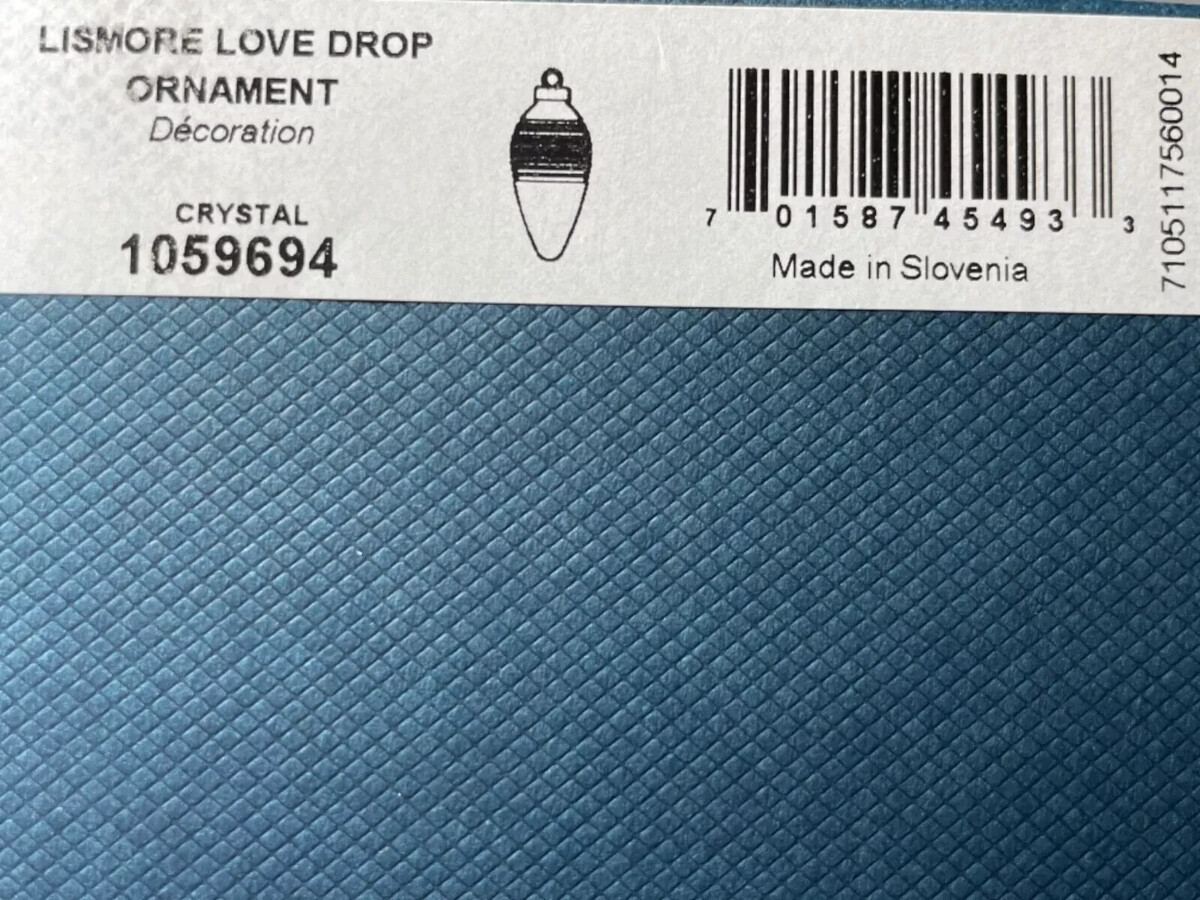 LISMORE LOVE DROP
ORNAMENT
Décoration
CRYSTAL
1059694
7 01587 45493 3
Made in Slovenia
7105117560014